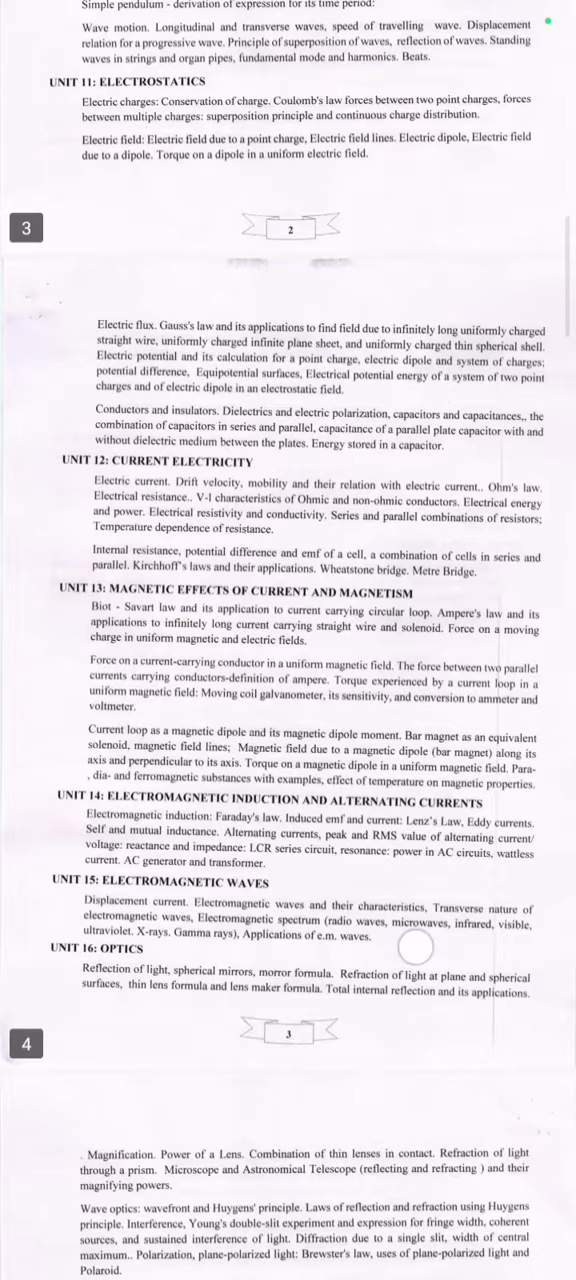 Simple pendulum - derivation of expression for its time period:
Wave motion. Longitudinal and transverse waves, speed of travelling wave. Displacement
relation for a progressive wave. Principle of superposition of waves, reflection of waves. Standing
waves in strings and organ pipes, fundamental mode and harmonics. Beats.
UNIT 11: ELECTROSTATICS
Electric charges: Conservation of charge. Coulomb's law forces between two point charges, forces
between multiple charges: superposition principle and continuous charge distribution.
Electric field: Electric field due to a point charge, Electric field lines. Electric dipole, Electric field
due to a dipole. Torque on a dipole in a uniform electric field.
3
2
Electric flux. Gauss's law and its applications to find field due to infinitely long uniformly charged
straight wire, uniformly charged infinite plane sheet, and uniformly charged thin spherical shell.
Electric potential and its calculation for a point charge, electric dipole and system of charges;
potential difference, Equipotential surfaces, Electrical potential energy of a system of two point
charges and of electric dipole in an electrostatic field.
Conductors and insulators. Dielectrics and electric polarization, capacitors and capacitances,, the
combination of capacitors in series and parallel, capacitance of a parallel plate capacitor with and
without dielectric medium between the plates. Energy stored in a capacitor.
UNIT 12: CURRENT ELECTRICITY
Electric current. Drift velocity, mobility and their relation with electric current.. Ohm's law.
Electrical resistance.. V-I characteristics of Ohmic and non-ohmic conductors. Electrical energy
and power. Electrical resistivity and conductivity. Series and parallel combinations of resistors;
Temperature dependence of resistance.
Internal resistance, potential difference and emf of a cell, a combination of cells in series and
parallel. Kirchhoff's laws and their applications. Wheatstone bridge. Metre Bridge.
UNIT 13: MAGNETIC EFFECTS OF CURRENT AND MAGNETISM
Biot - Savart law and its application to current carrying circular loop. Ampere's law and its
applications to infinitely long current carrying straight wire and solenoid. Force on a moving
charge in uniform magnetic and electric fields.
Force on a current-carrying conductor in a uniform magnetic field. The force between two parallel
currents carrying conductors-definition of ampere. Torque experienced by a current loop in a
uniform magnetic field: Moving coil galvanometer, its sensitivity, and conversion to ammeter and
voltmeter.
Current loop as a magnetic dipole and its magnetic dipole moment. Bar magnet as an equivalent
solenoid, magnetic field lines; Magnetic field due to a magnetic dipole (bar magnet) along its
axis and perpendicular to its axis. Torque on a magnetic dipole in a uniform magnetic field. Para-
, dia- and ferromagnetic substances with examples, effect of temperature on magnetic properties.
UNIT 14: ELECTROMAGNETIC INDUCTION AND ALTERNATING CURRENTS
Electromagnetic induction: Faraday's law. Induced emf and current: Lenz's Law, Eddy currents.
Self and mutual inductance. Alternating currents, peak and RMS value of alternating current/
voltage: reactance and impedance: LCR series circuit, resonance: power in AC circuits, wattless
current. AC generator and transformer.
UNIT 15: ELECTROMAGNETIC WAVES
Displacement current. Electromagnetic waves and their characteristics, Transverse nature of
electromagnetic waves, Electromagnetic spectrum (radio waves, microwaves, infrared, visible,
ultraviolet. X-rays. Gamma rays), Applications of e.m. waves.
UNIT 16: OPTICS
Reflection of light, spherical mirrors, morror formula. Refraction of light at plane and spherical
surfaces, thin lens formula and lens maker formula. Total internal reflection and its applications.
3
4
. Magnification. Power of a Lens. Combination of thin lenses in contact. Refraction of light
through a prism. Microscope and Astronomical Telescope (reflecting and refracting ) and their
magnifying powers.
Wave optics: wavefront and Huygens' principle. Laws of reflection and refraction using Huygens
principle. Interference, Young's double-slit experiment and expression for fringe width, coherent
sources, and sustained interference of light. Diffraction due to a single slit, width of central
maximum.. Polarization, plane-polarized light: Brewster's law, uses of plane-polarized light and
Polaroid.